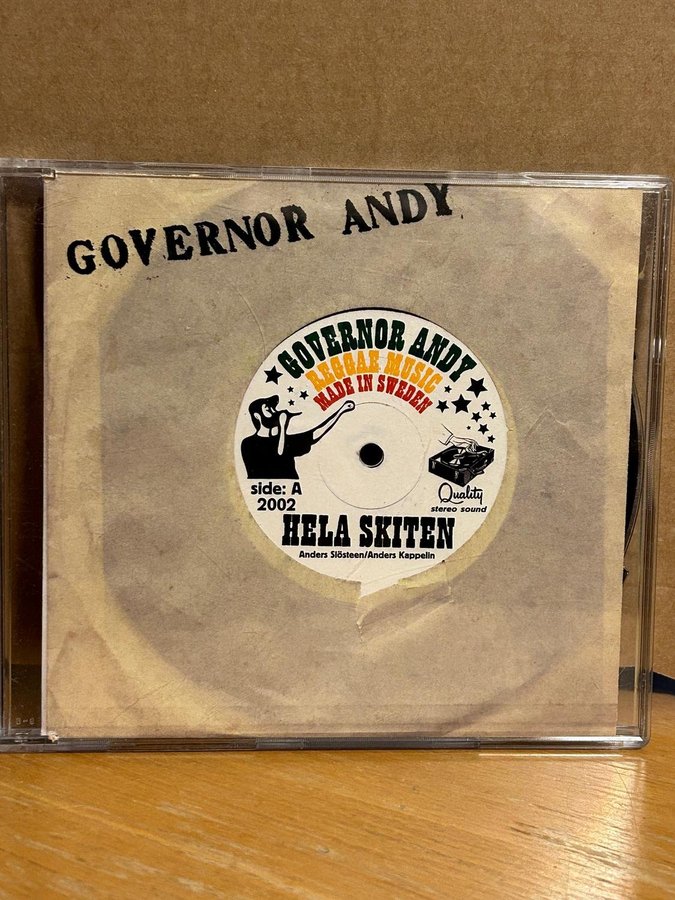 GOVERNOR ANDY
GOVERNOR ANDY
REGGAE MUSIC
MADE IN SWEDEN
side: A
2002
Quality
stereo sound
HELA SKITEN
Anders Slösteen/Anders Kappelin